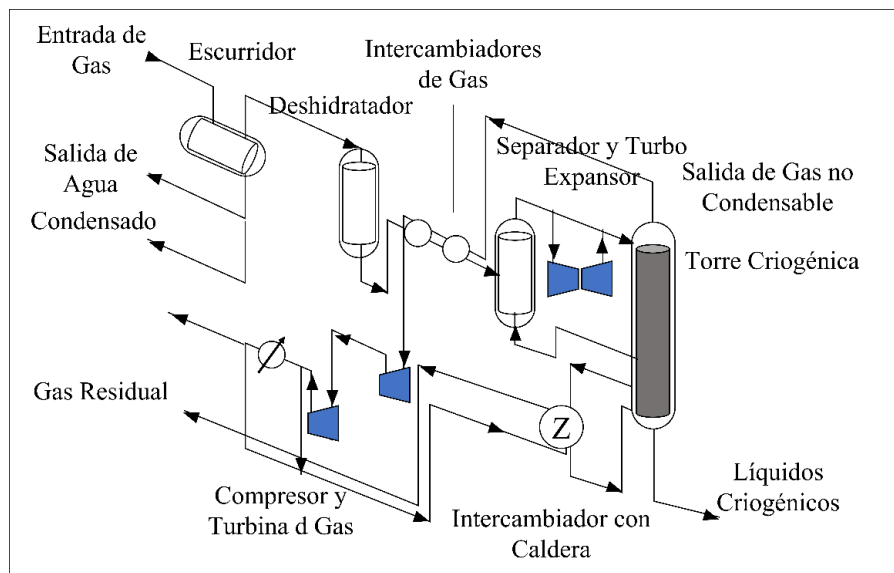 Entrada de
Gas
Escurridor
Intercambiadores
de Gas
Deshidratador
Salida de
Agua
Separador y Turbo
Expansor
Salida de Gas no
Condensable
Condensado
Torre Criogénica
Gas Residual
Z
Compresor y
Turbina d Gas
Intercambiador con
Caldera
Líquidos
Criogénicos